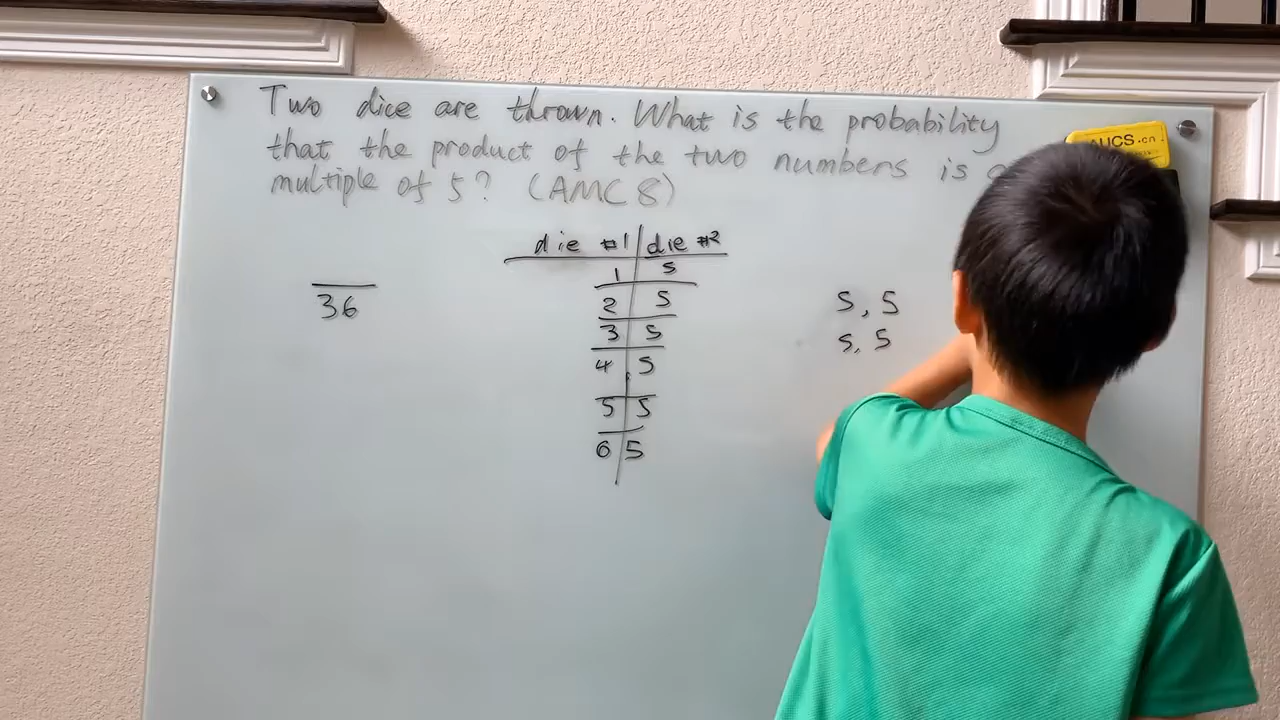 Two dice are thrown. What is the probability
that the product of the two numbers is
multiple of 5? (AMC 8)
AUCS.cn
die #1 die #2
1 5
2 5
3 5
4 5
5 5
6 5
36
5, 5
5, 5